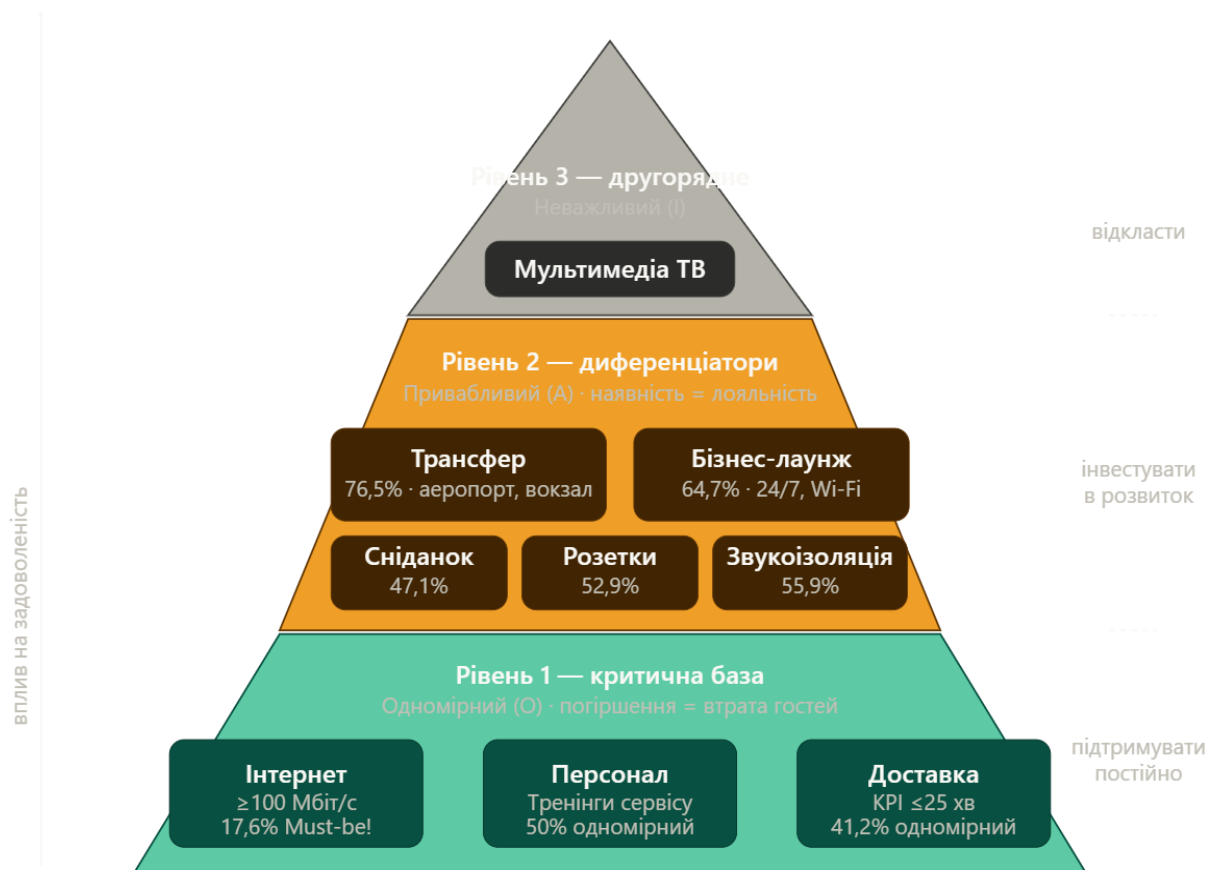 Рівень 3 — другорядне
Неважливий (I)
Мультимедіа ТВ
відкласти
Рівень 2 — диференціатори
Привабливий (А) · наявність = лояльність
Трансфер
76,5% · аеропорт, вокзал
Бізнес-лаунж
64,7% · 24/7, Wi-Fi
інвестувати
в розвиток
Сніданок
47,1%
Розетки
52,9%
Звукоізоляція
55,9%
вплив на задоволеність
Рівень 1 — критична база
Одномірний (О) · погіршення = втрата гостей
Інтернет
≥100 Мбіт/с
17,6% Must-be!
Персонал
Тренінги сервісу
50% одномірний
Доставка
KPI ≤25 хв
41,2% одномірний
підтримувати
постійно